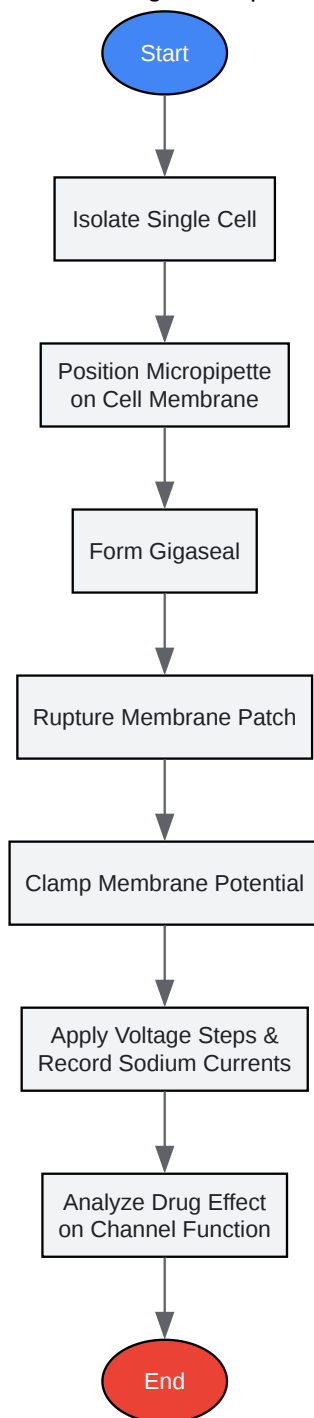 Start
Isolate Single Cell
Position Micropipette
on Cell Membrane
Form Gigaseal
Rupture Membrane Patch
Clamp Membrane Potential
Apply Voltage Steps &
Record Sodium Currents
Analyze Drug Effect
on Channel Function
End